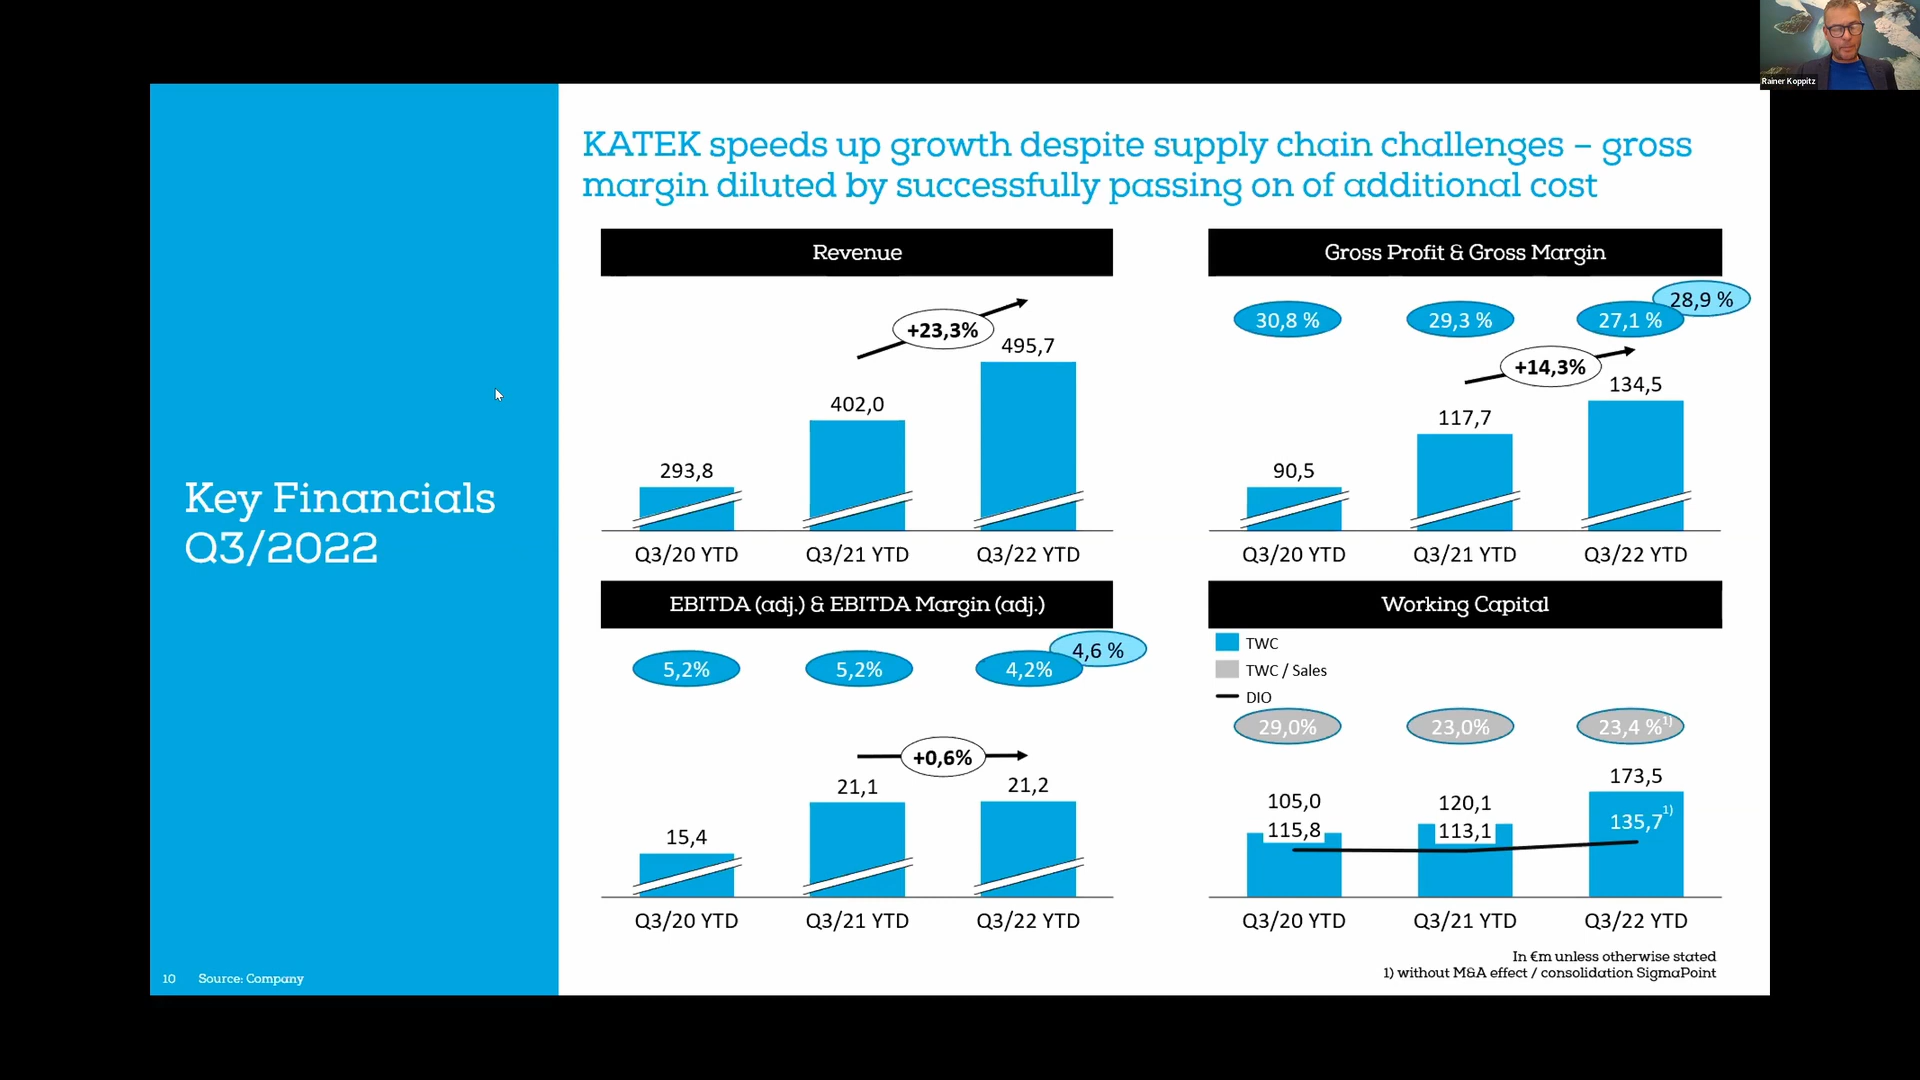 Rainer Koppitz
KATEK speeds up growth despite supply chain challenges – gross
margin diluted by successfully passing on of additional cost
Key Financials
Q3/2022
Revenue
+23,3%
293,8
402,0
495,7
Q3/20 YTD Q3/21 YTD Q3/22 YTD
Gross Profit & Gross Margin
30,8 % 29,3 % 27,1 % 28,9 %
+14,3%
90,5
117,7
134,5
Q3/20 YTD Q3/21 YTD Q3/22 YTD
EBITDA (adj.) & EBITDA Margin (adj.)
5,2% 5,2% 4,2% 4,6 %
+0,6%
15,4
21,1
21,2
Q3/20 YTD Q3/21 YTD Q3/22 YTD
Working Capital
TWC
TWC / Sales
DIO
29,0% 23,0% 23,4 %1)
105,0 120,1 173,5
115,8 113,1 135,7 1)
Q3/20 YTD Q3/21 YTD Q3/22 YTD
In €m unless otherwise stated
1) without M&A effect / consolidation SigmaPoint
10 Source: Company